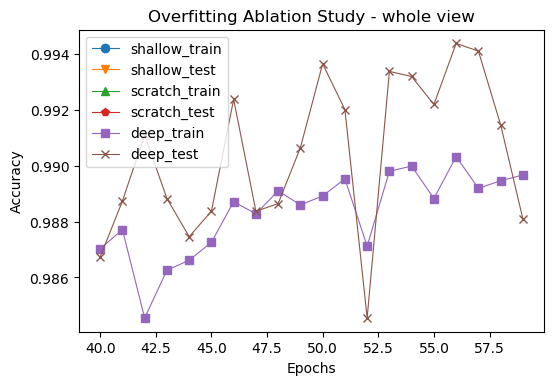 Overfitting Ablation Study - whole view
shallow_train
shallow_test
scratch_train
scratch_test
deep_train
deep_test
Accuracy
0.994
0.992
0.990
0.988
0.986
40.0 42.5 45.0 47.5 50.0 52.5 55.0 57.5
Epochs